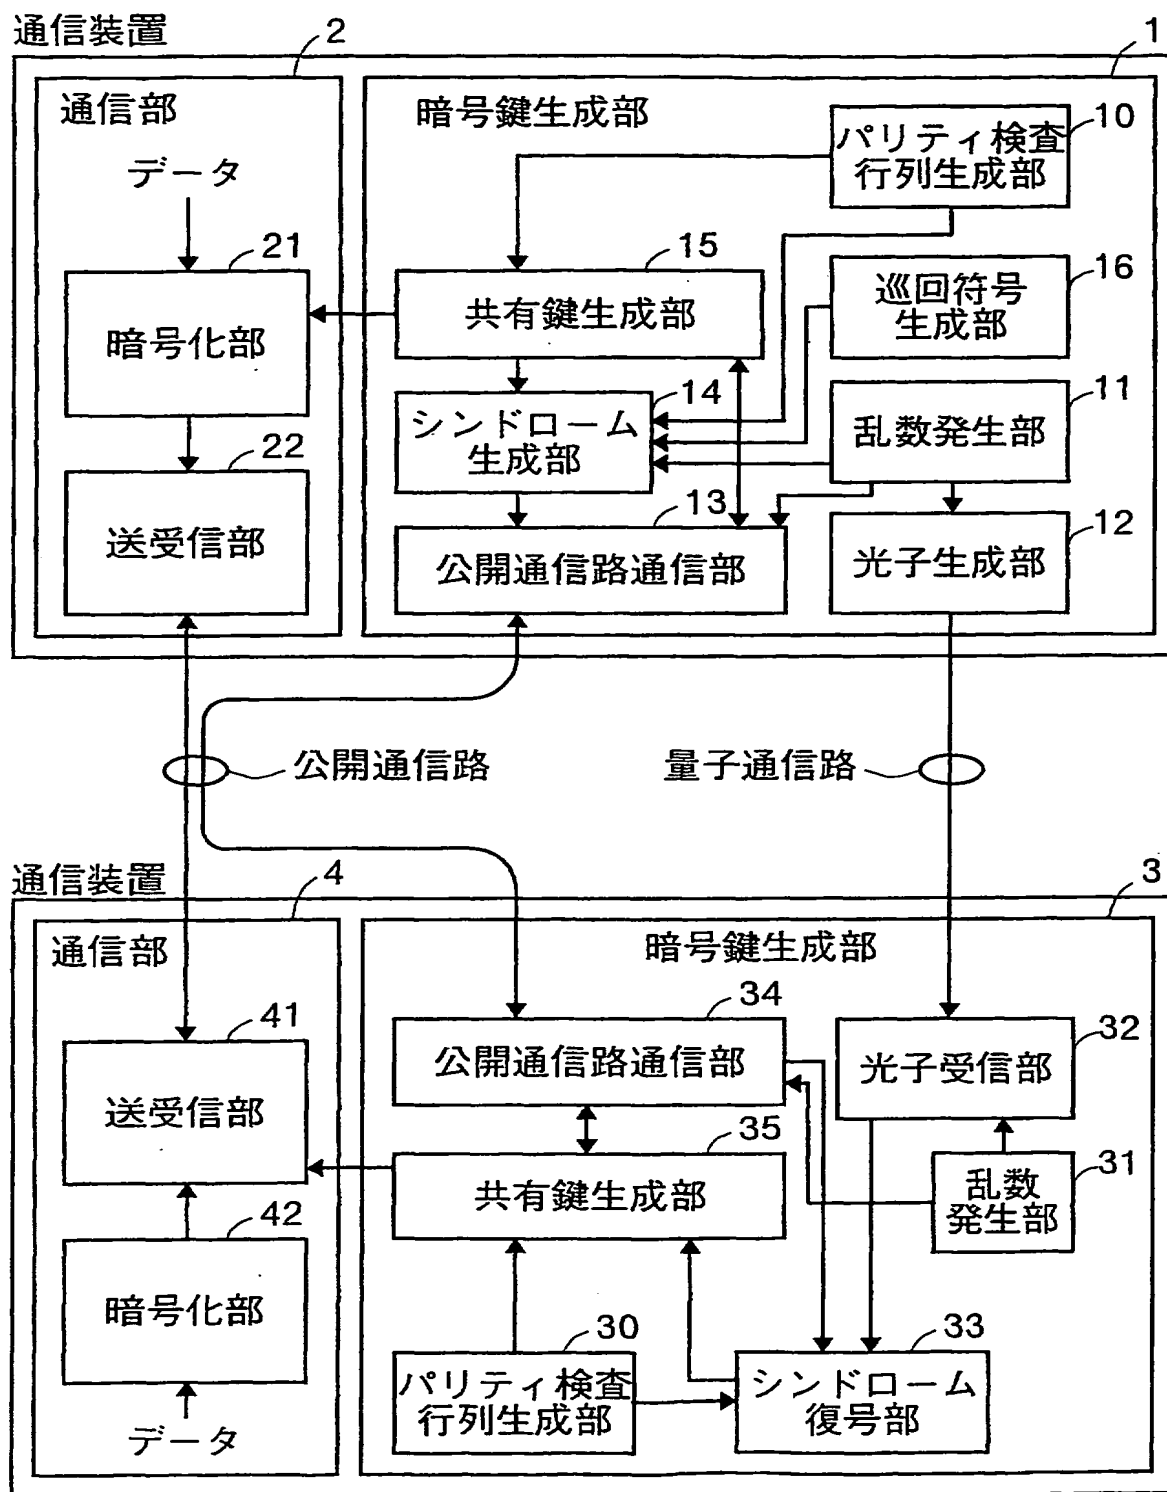 通信装置
2
1
通信部
データ
21
暗号化部
22
送受信部
暗号鍵生成部
10
パリティ検査
行列生成部
15
共有鍵生成部
16
巡回符号
生成部
14
シンドローム
生成部
11
乱数発生部
13
公開通信路通信部
12
光子生成部
公開通信路
量子通信路
通信装置
4
3
通信部
41
送受信部
42
暗号化部
データ
暗号鍵生成部
34
公開通信路通信部
32
光子受信部
35
共有鍵生成部
31
乱数
発生部
30
パリティ検査
行列生成部
33
シンドローム
復号部